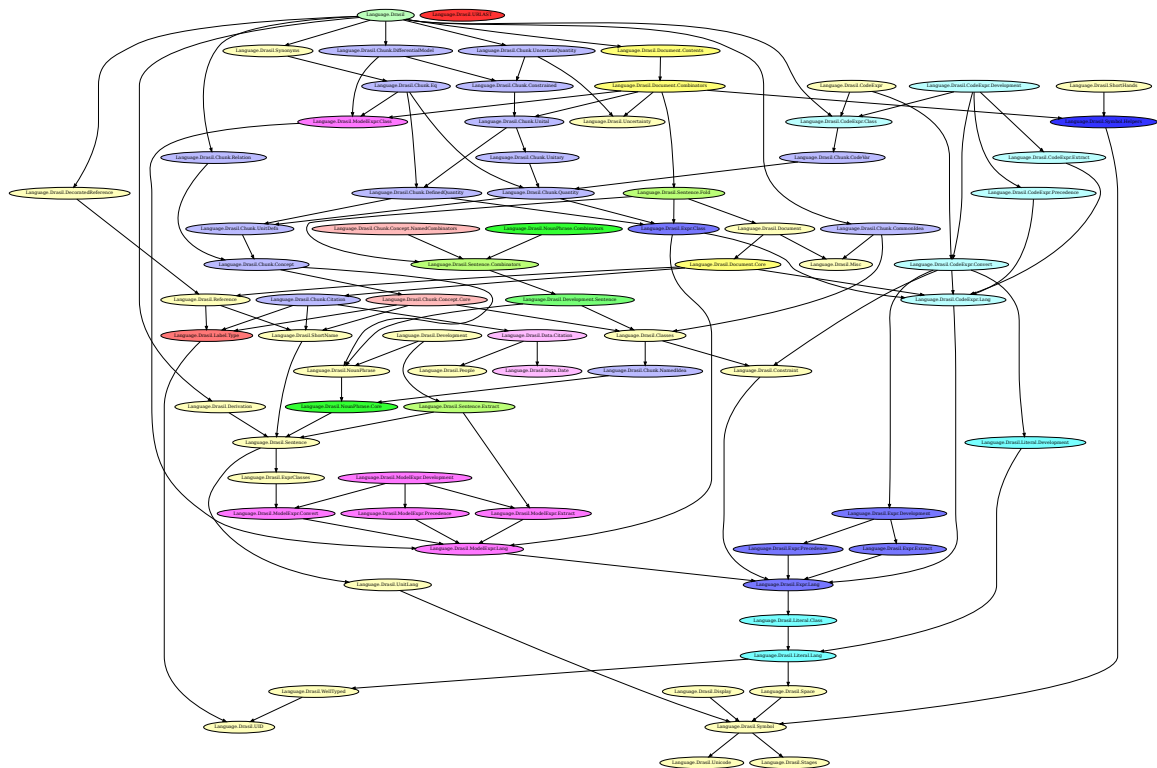 Language.Drasil
Language.Drasil.Synonyms
Language.Drasil.Chunk.DifferentialModel
Language.Drasil.Chunk.UncertainQuantity
Language.Drasil.Document.Contents
Language.Drasil.Chunk.Eq
Language.Drasil.Chunk.Constrained
Language.Drasil.Document.Combinators
Language.Drasil.CodeExpr
Language.Drasil.CodeExpr.Development
Language.Drasil.ShortHands
Language.Drasil.ModelExpr.Class
Language.Drasil.Chunk.Unital
Language.Drasil.Uncertainty
Language.Drasil.CodeExpr.Class
Language.Drasil.Symbol.Helpers
Language.Drasil.Chunk.Relation
Language.Drasil.Chunk.Unitary
Language.Drasil.Chunk.CodeVar
Language.Drasil.CodeExpr.Extract
Language.Drasil.DecoratedReference
Language.Drasil.Chunk.DefinedQuantity
Language.Drasil.Chunk.Quantity
Language.Drasil.Sentence.Fold
Language.Drasil.CodeExpr.Precedence
Language.Drasil.Chunk.UnitDefn
Language.Drasil.Chunk.Concept.NamedCombinators
Language.Drasil.NounPhrase.Combinators
Language.Drasil.Expr.Class
Language.Drasil.Document
Language.Drasil.Chunk.CommonIdea
Language.Drasil.Chunk.Concept
Language.Drasil.Sentence.Combinators
Language.Drasil.Document.Core
Language.Drasil.Misc
Language.Drasil.CodeExpr.Convert
Language.Drasil.Reference
Language.Drasil.Chunk.Citation
Language.Drasil.Chunk.Concept.Core
Language.Drasil.Development.Sentence
Language.Drasil.CodeExpr.Lang
Language.Drasil.Label.Type
Language.Drasil.ShortName
Language.Drasil.Development
Language.Drasil.Data.Citation
Language.Drasil.Classes
Language.Drasil.NounPhrase
Language.Drasil.People
Language.Drasil.Data.Date
Language.Drasil.Chunk.NamedIdea
Language.Drasil.Constraint
Language.Drasil.Derivation
Language.Drasil.NounPhrase.Core
Language.Drasil.Sentence.Extract
Language.Drasil.Sentence
Language.Drasil.Literal.Development
Language.Drasil.ExprClasses
Language.Drasil.ModelExpr.Development
Language.Drasil.ModelExpr.Convert
Language.Drasil.ModelExpr.Precedence
Language.Drasil.ModelExpr.Extract
Language.Drasil.Expr.Development
Language.Drasil.ModelExpr.Lang
Language.Drasil.Expr.Precedence
Language.Drasil.Expr.Extract
Language.Drasil.UnitLang
Language.Drasil.Expr.Lang
Language.Drasil.Literal.Class
Language.Drasil.Literal.Lang
Language.Drasil.WellTyped
Language.Drasil.Display
Language.Drasil.Space
Language.Drasil.UID
Language.Drasil.Symbol
Language.Drasil.Unicode
Language.Drasil.Stages